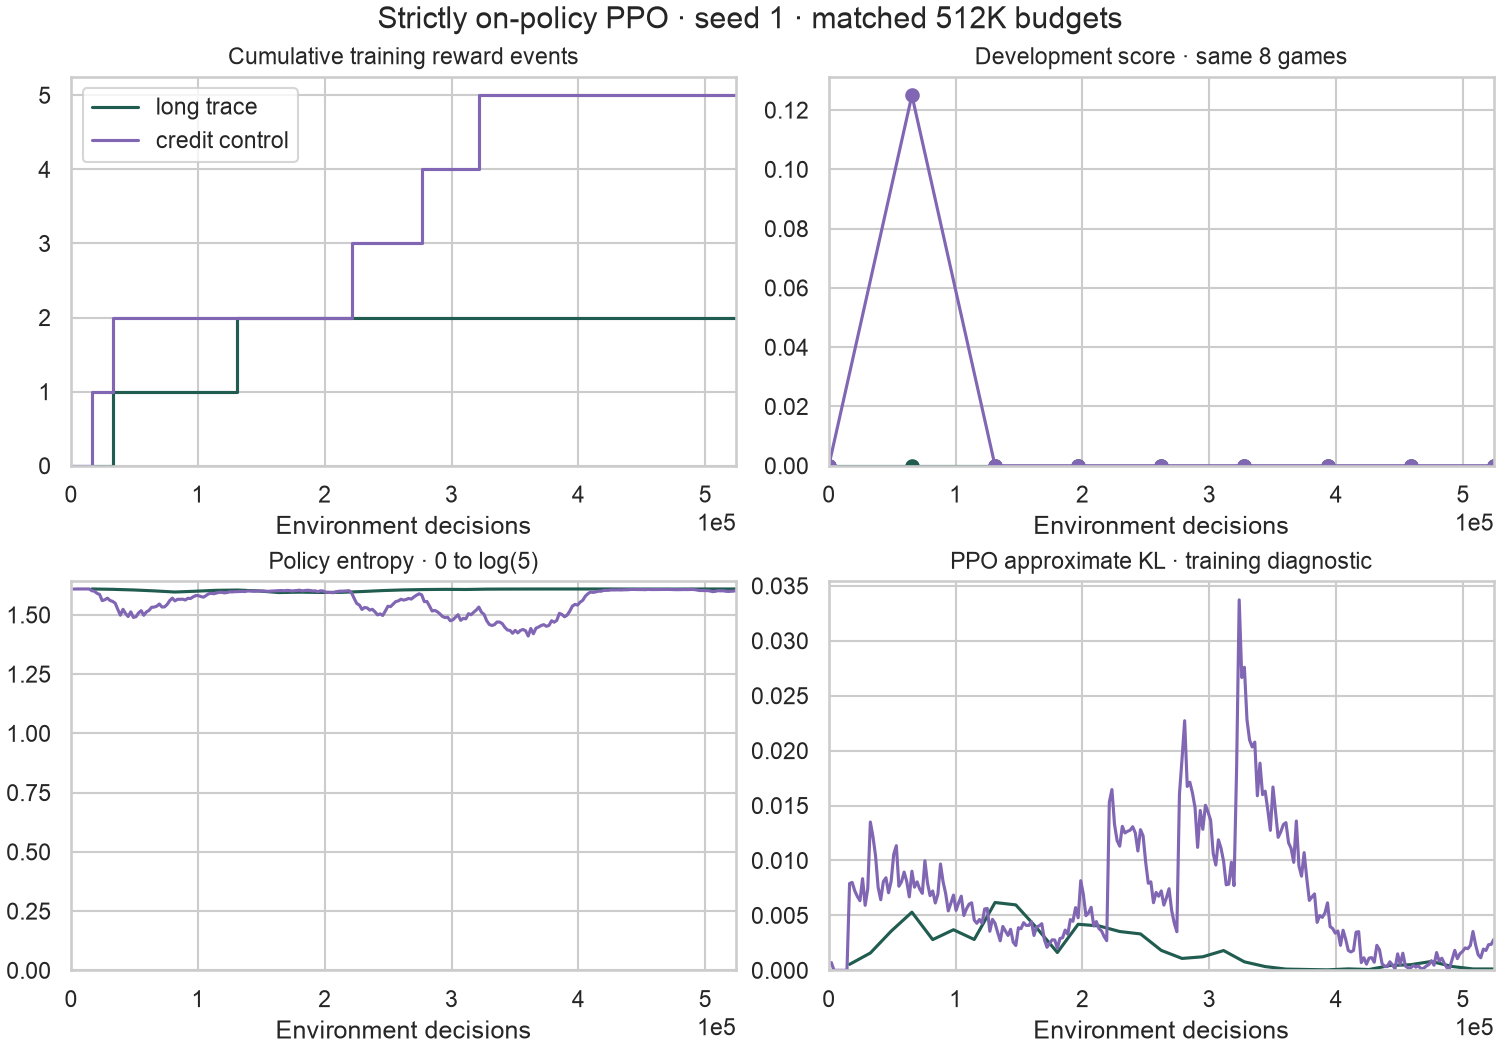 Strictly on-policy PPO · seed 1 · matched 512K budgets
Cumulative training reward events
5
4
3
2
1
0
long trace
credit control
0 1 2 3 4 5
1e5
Environment decisions
Development score · same 8 games
0.12
0.10
0.08
0.06
0.04
0.02
0.00
0 1 2 3 4 5
1e5
Environment decisions
Policy entropy · 0 to log(5)
1.50
1.25
1.00
0.75
0.50
0.25
0.00
0 1 2 3 4 5
1e5
Environment decisions
PPO approximate KL · training diagnostic
0.035
0.030
0.025
0.020
0.015
0.010
0.005
0.000
0 1 2 3 4 5
1e5
Environment decisions